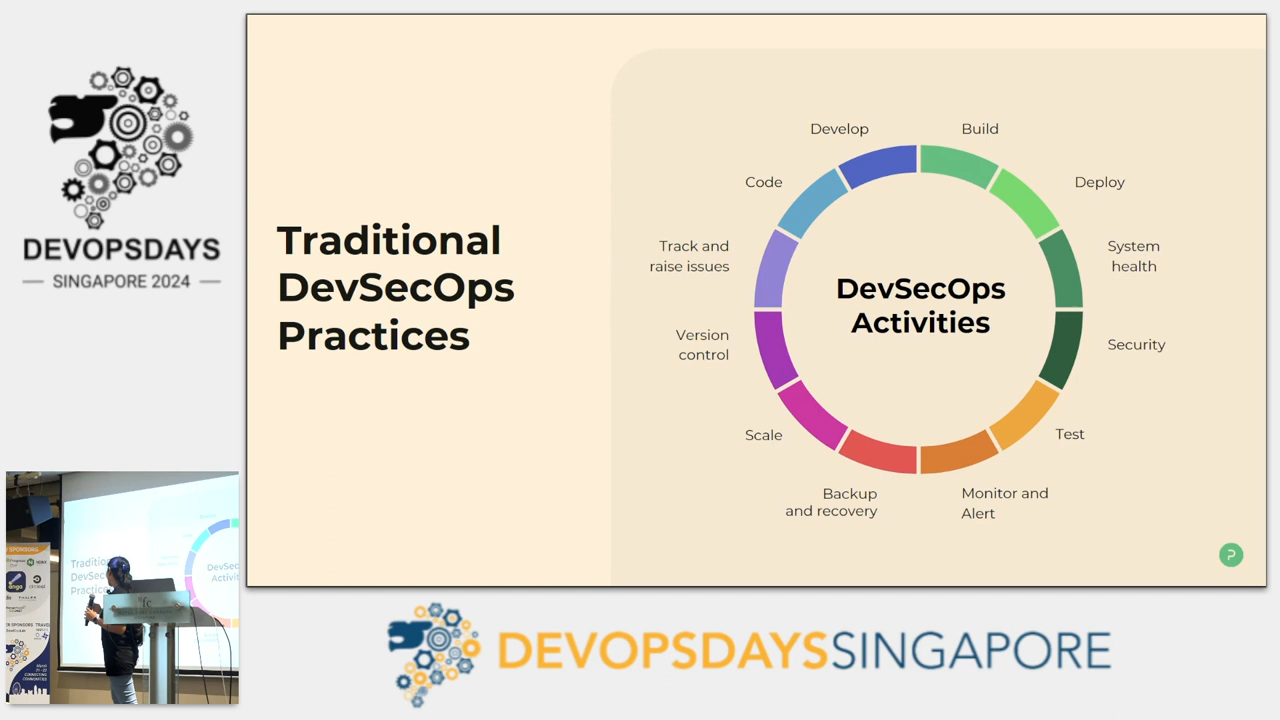 DEVOPSDAYS
SINGAPORE 2024
Traditional
DevSecOps
Practices
Develop
Build
Code
Deploy
Track and
raise issues
System
health
DevSecOps
Activities
Version
control
Security
Scale
Test
Backup
and recovery
Monitor and
Alert
DEVOPSDAYSSINGAPORE